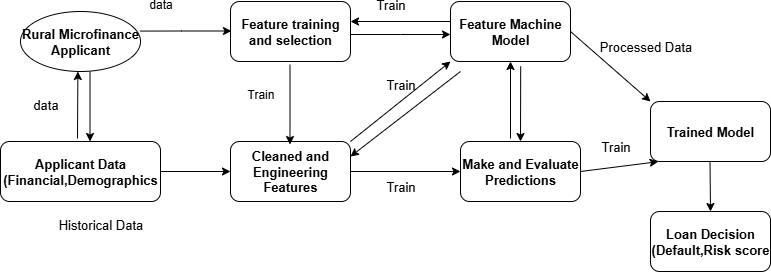 data
Train
Rural Microfinance
Applicant
Feature training
and selection
Feature Machine
Model
Processed Data
data
Train
Train
Applicant Data
(Financial,Demographics
Cleaned and
Engineering
Features
Make and Evaluate
Predictions
Train
Trained Model
Train
Historical Data
Loan Decision
(Default,Risk score